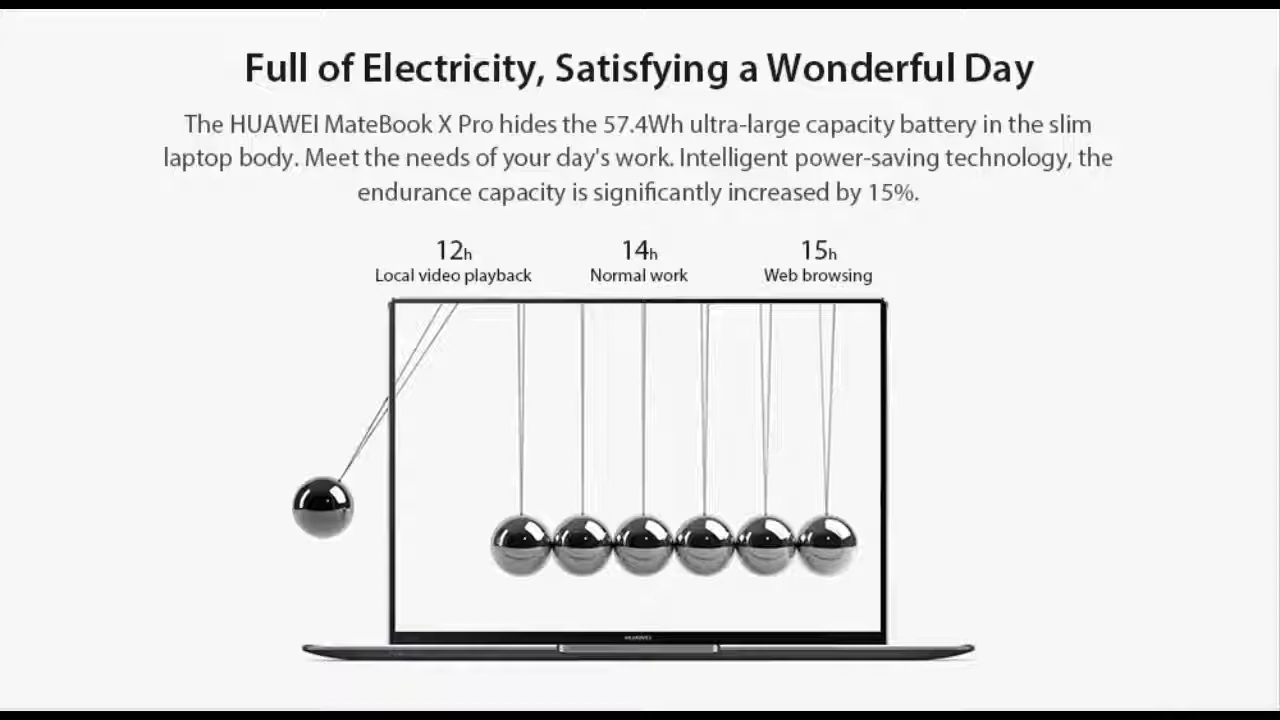 Full of Electricity, Satisfying a Wonderful Day
The HUAWEI MateBook X Pro hides the 57.4Wh ultra-large capacity battery in the slim
laptop body. Meet the needs of your day's work. Intelligent power-saving technology, the
endurance capacity is significantly increased by 15%.
12h 14h 15h
Local video playback Normal work Web browsing
HUAWEI